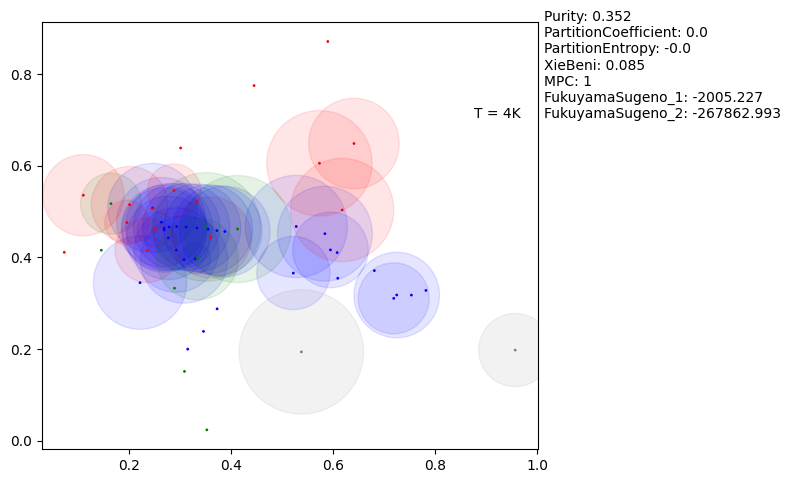 Purity: 0.352
PartitionCoefficient: 0.0
PartitionEntropy: -0.0
XieBeni: 0.085
MPC: 1
FukuyamaSugeno_1: -2005.227
FukuyamaSugeno_2: -267862.993
T = 4K
0.8
0.6
0.4
0.2
0.0
0.2 0.4 0.6 0.8 1.0